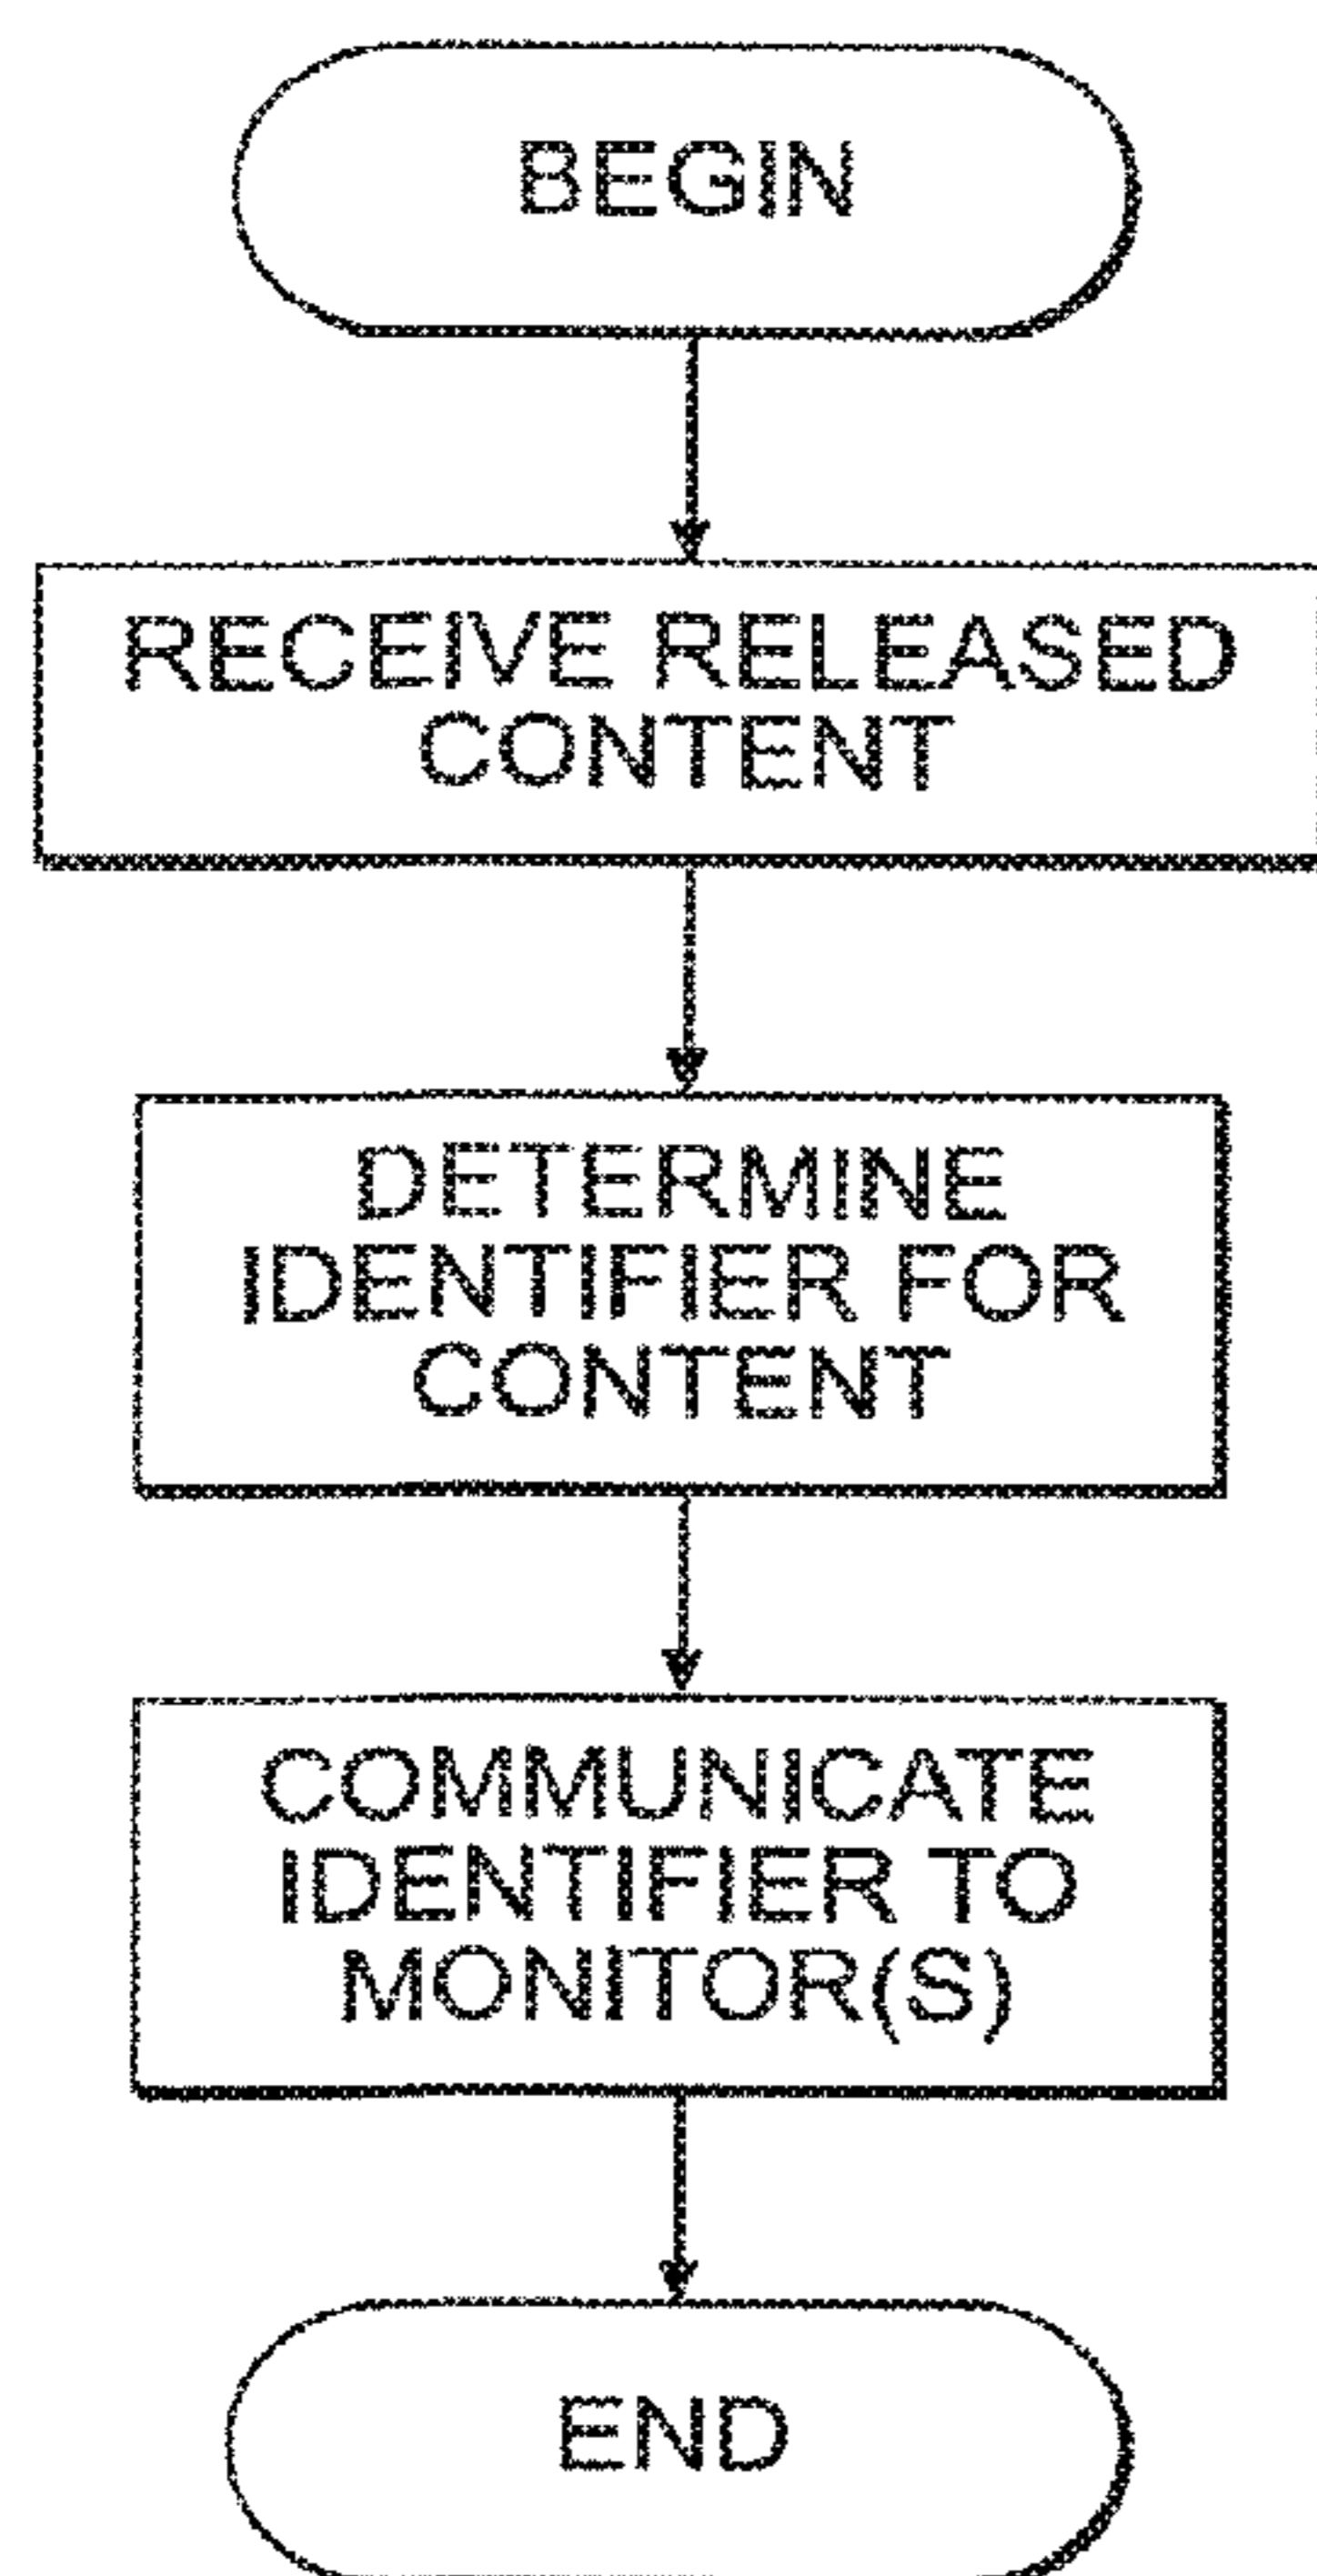 BEGIN
RECEIVE RELEASED
CONTENT
DETERMINE
IDENTIFIER FOR
CONTENT
COMMUNICATE
IDENTIFIER TO
MONITOR(S)
END